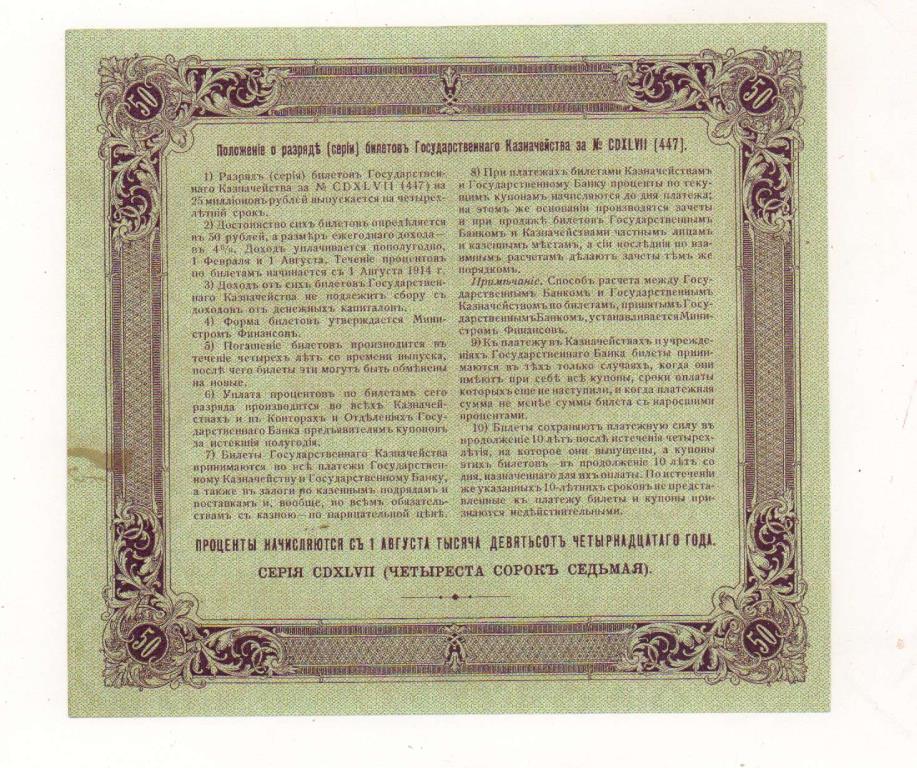 50
50
Положеніе о разрядѣ (серіи) билетовъ Государственнаго Казначейства за № CDXLVII (447).
1) Разрядъ (серія) билетовъ Государствен-
наго Казначейства за № CDXLVII (447) на
25 милліоновъ рублей выпускается на четырех-
лѣтній срокъ.
2) Достоинство сихъ билетовъ опредѣляется
въ 50 рублей, а размѣръ ежегоднаго дохода—
въ 4%. Доходъ уплачивается пополугодно,
1 Февраля и 1 Августа. Теченіе процентовъ
по билетамъ начинается съ 1 Августа 1914 г.
3) Доходъ отъ сихъ билетовъ Государствен-
наго Казначейства не подлежитъ сбору съ
доходовъ отъ денежныхъ капиталовъ.
4) Форма билетовъ утверждается Мини-
стромъ Финансовъ.
5) Погашеніе билетовъ производится въ
теченіе четырехъ лѣтъ со времени выпуска,
послѣ чего билеты эти могутъ быть обмѣнены
на новые.
6) Уплата процентовъ по билетамъ сего
разряда производится во всѣхъ Казначей-
ствахъ и въ Конторахъ и Отдѣленіяхъ Госу-
дарственнаго Банка предъявителямъ купоновъ
за истекшія полугодія.
7) Билеты Государственнаго Казначейства
принимаются во всѣ платежи Государствен-
ному Казначейству и Государственному Банку,
а также въ залоги по казеннымъ подрядамъ и
поставкамъ и, вообще, по всѣмъ обязатель-
ствамъ съ казною—по нарицательной цѣнѣ.
8) При платежахъ билетами Казначействамъ
и Государственному Банку проценты по теку-
щимъ купонамъ начисляются до дня платежа;
на этомъ же основаніи производятся зачеты
и при продажѣ билетовъ Государственнымъ
Банкомъ и Казначействами частнымъ лицамъ
и казеннымъ мѣстамъ, а сіи послѣднія по вза-
имнымъ расчетамъ дѣлаютъ зачеты тѣмъ же
порядкомъ.
Примѣчаніе. Способъ расчета между Госу-
дарственнымъ Банкомъ и Государственнымъ
Казначействомъ по билетамъ, принятымъ Госу-
дарственнымъ Банкомъ, устанавливается Мини-
стромъ Финансовъ.
9) Къ платежу въ Казначействахъ и учрежде-
ніяхъ Государственнаго Банка билеты прини-
маются въ тѣхъ только случаяхъ, когда они
имѣютъ при себѣ всѣ купоны, сроки оплаты
которыхъ еще не наступили, и когда платежная
сумма не менѣе суммы билета съ наросшими
процентами.
10) Билеты сохраняютъ платежную силу въ
продолженіе 10 лѣтъ послѣ истеченія четырех-
лѣтія, на которое они выпущены, а купоны
этихъ билетовъ—въ продолженіе 10 лѣтъ со
дня, назначеннаго для ихъ оплаты. По истеченіи
же указанныхъ 10-лѣтнихъ сроковъ не предста-
вленные къ платежу билеты и купоны при-
знаются недѣйствительными.
ПРОЦЕНТЫ НАЧИСЛЯЮТСЯ СЪ 1 АВГУСТА ТЫСЯЧА ДЕВЯТЬСОТЪ ЧЕТЫРНАДЦАТАГО ГОДА.
СЕРІЯ CDXLVII (ЧЕТЫРЕСТА СОРОКЪ СЕДЬМАЯ).
50
50